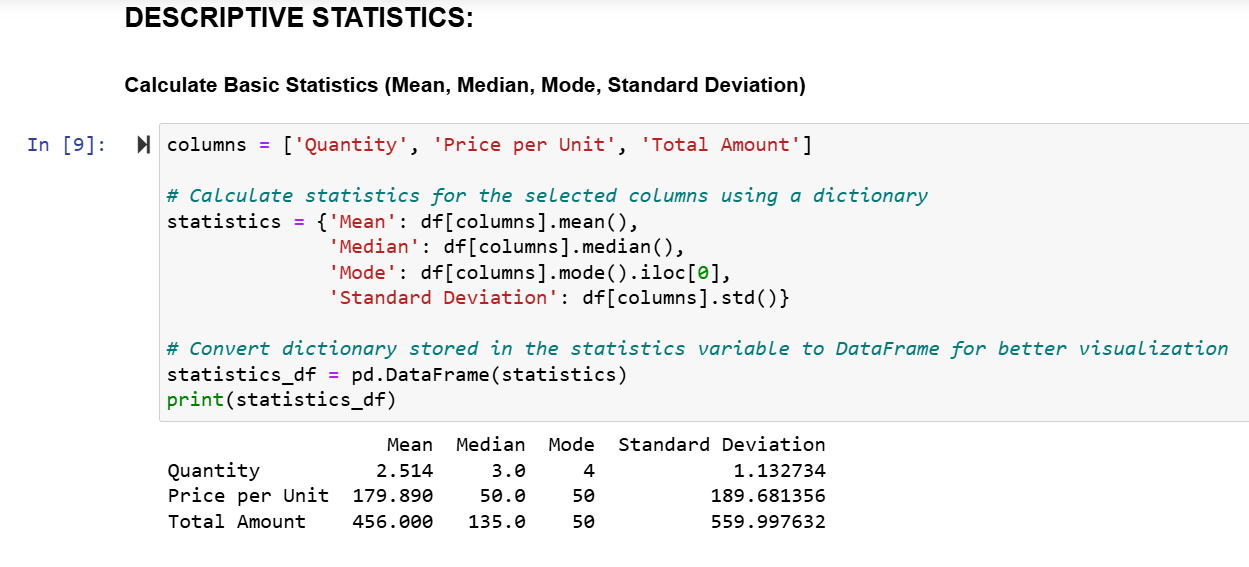 DESCRIPTIVE STATISTICS:
Calculate Basic Statistics (Mean, Median, Mode, Standard Deviation)
In [9]:
columns = ['Quantity', 'Price per Unit', 'Total Amount']
# Calculate statistics for the selected columns using a dictionary
statistics = {'Mean': df[columns].mean(),
'Median': df[columns].median(),
'Mode': df[columns].mode().iloc[0],
'Standard Deviation': df[columns].std()}
# Convert dictionary stored in the statistics variable to DataFrame for better visualization
statistics_df = pd.DataFrame(statistics)
print(statistics_df)
Mean Median Mode Standard Deviation
Quantity 2.514 3.0 4 1.132734
Price per Unit 179.890 50.0 50 189.681356
Total Amount 456.000 135.0 50 559.997632